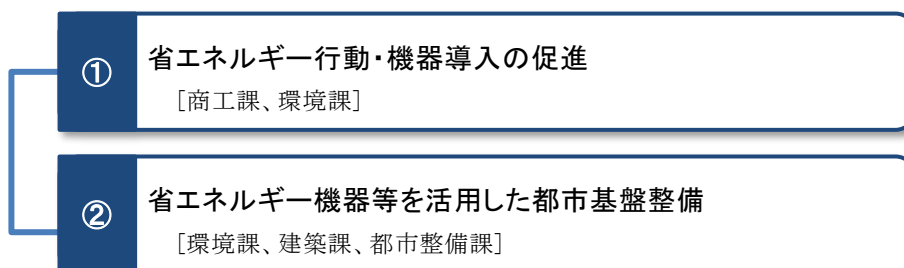 ①
省エネルギー行動・機器導入の促進
［商工課、環境課］
②
省エネルギー機器等を活用した都市基盤整備
［環境課、建築課、都市整備課］